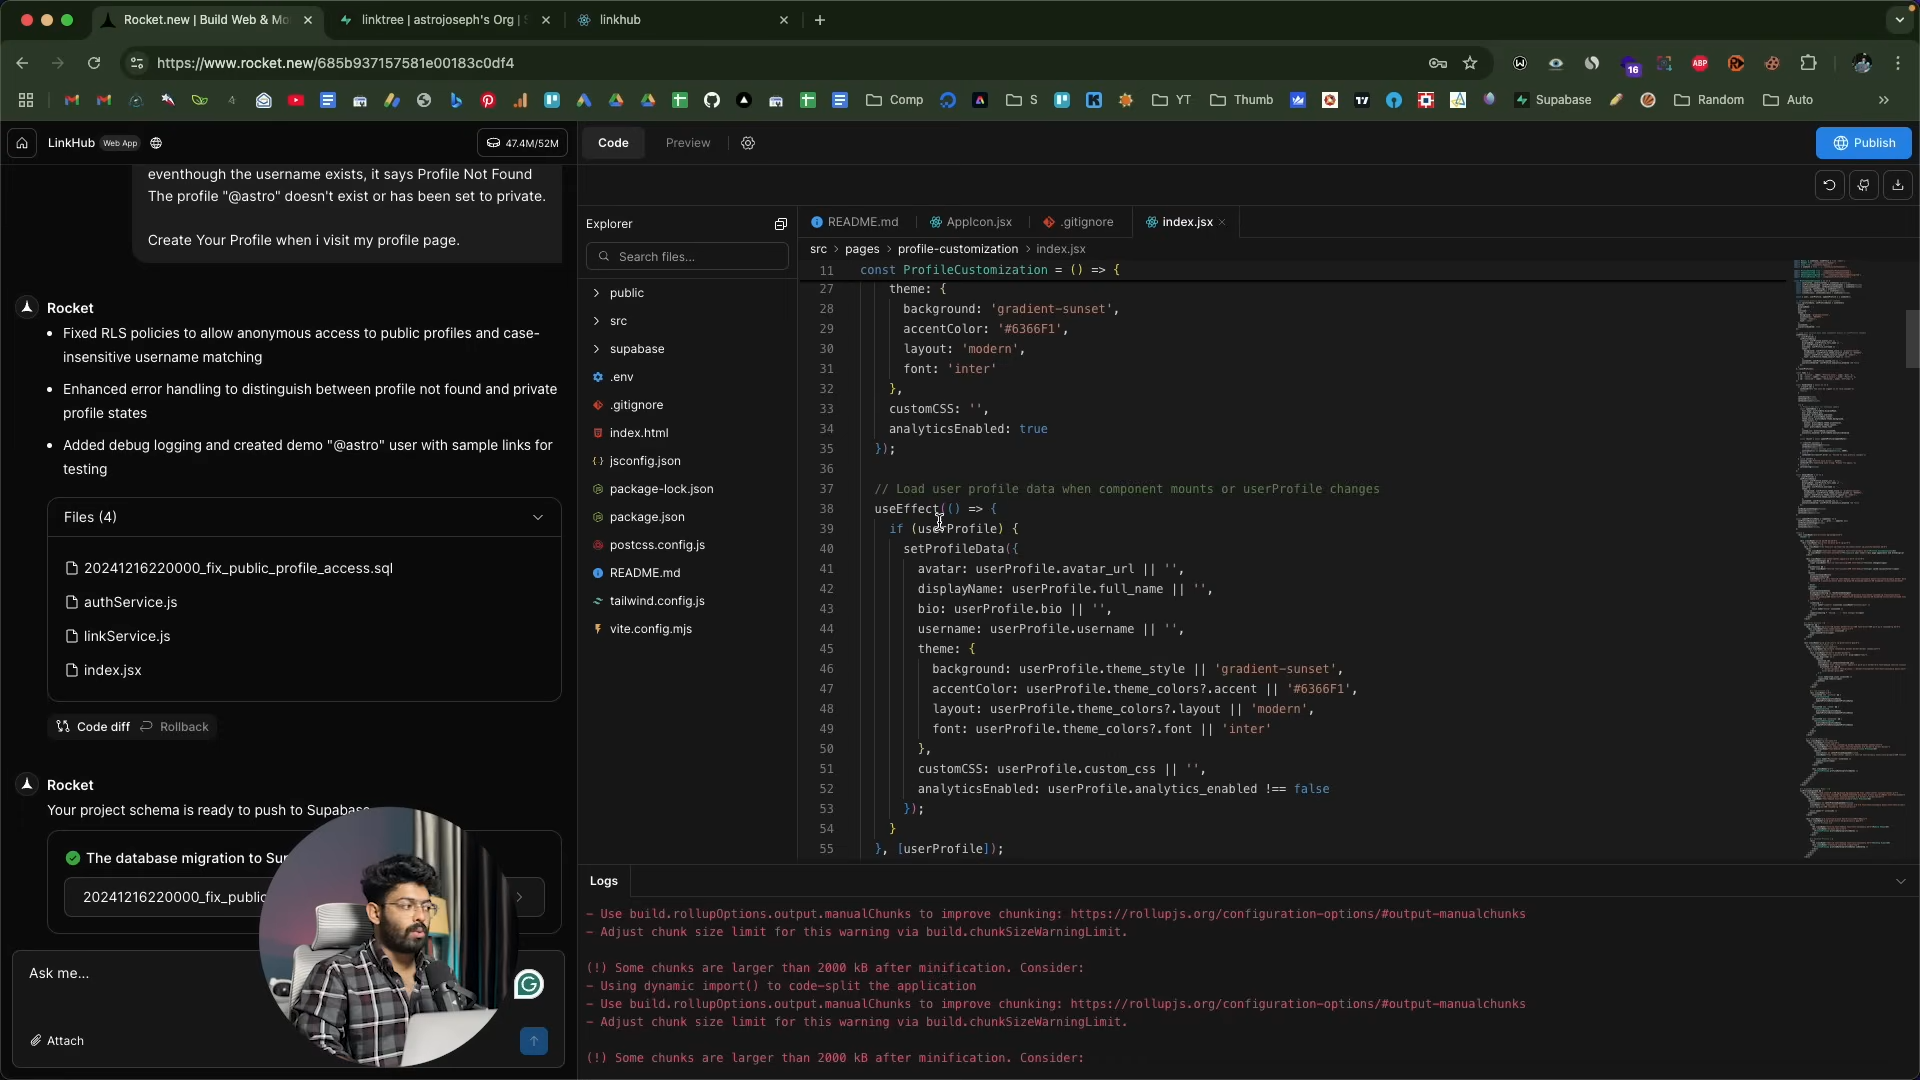 Rocket.new | Build Web & Mo
linktree | astrojoseph's Org |
linkhub
https://www.rocket.new/685b937157581e00183c0df4
16
ABP
Comp
S
YT
Thumb
Supabase
Random
Auto
LinkHub Web App
47.4M/52M
Code
Preview
Publish
eventhough the username exists, it says Profile Not Found
The profile "@astro" doesn't exist or has been set to private.
Create Your Profile when i visit my profile page.
Rocket
• Fixed RLS policies to allow anonymous access to public profiles and case-
insensitive username matching
• Enhanced error handling to distinguish between profile not found and private
profile states
• Added debug logging and created demo "@astro" user with sample links for
testing
Files (4)
20241216220000_fix_public_profile_access.sql
authService.js
linkService.js
index.jsx
Code diff
Rollback
Rocket
Your project schema is ready to push to Supabase
The database migration to Su
20241216220000_fix_public
Ask me...
Attach
Explorer
Search files...
public
src
supabase
.env
.gitignore
index.html
jsconfig.json
package-lock.json
package.json
postcss.config.js
README.md
tailwind.config.js
vite.config.mjs
README.md
AppIcon.jsx
.gitignore
index.jsx
src > pages > profile-customization > index.jsx
11 const ProfileCustomization = () => {
27 theme: {
28 background: 'gradient-sunset',
29 accentColor: '#6366F1',
30 layout: 'modern',
31 font: 'inter'
32 },
33 customCSS: '',
34 analyticsEnabled: true
35 });
36
37 // Load user profile data when component mounts or userProfile changes
38 useEffect(() => {
39 if (userProfile) {
40 setProfileData({
41 avatar: userProfile.avatar_url || '',
42 displayName: userProfile.full_name || '',
43 bio: userProfile.bio || '',
44 username: userProfile.username || '',
45 theme: {
46 background: userProfile.theme_style || 'gradient-sunset',
47 accentColor: userProfile.theme_colors?.accent || '#6366F1',
48 layout: userProfile.theme_colors?.layout || 'modern',
49 font: userProfile.theme_colors?.font || 'inter'
50 },
51 customCSS: userProfile.custom_css || '',
52 analyticsEnabled: userProfile.analytics_enabled !== false
53 });
54 }
55 }, [userProfile]);
Logs
- Use build.rollupOptions.output.manualChunks to improve chunking: https://rollupjs.org/configuration-options/#output-manualchunks
- Adjust chunk size limit for this warning via build.chunkSizeWarningLimit.
(!) Some chunks are larger than 2000 kB after minification. Consider:
- Using dynamic import() to code-split the application
- Use build.rollupOptions.output.manualChunks to improve chunking: https://rollupjs.org/configuration-options/#output-manualchunks
- Adjust chunk size limit for this warning via build.chunkSizeWarningLimit.
(!) Some chunks are larger than 2000 kB after minification. Consider: